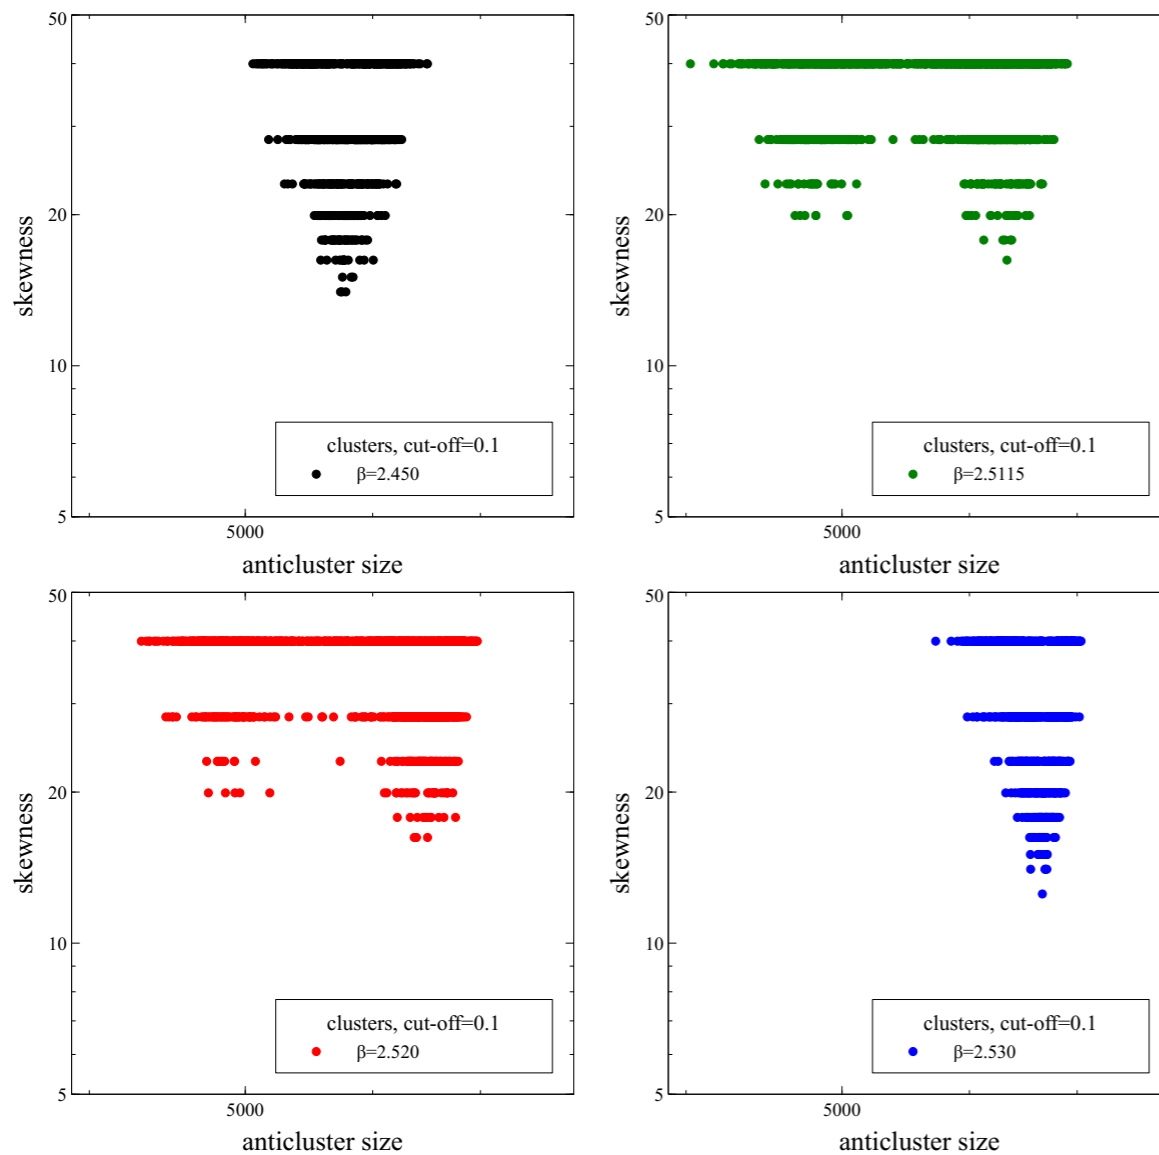 50
20
10
5
skewness
clusters, cut-off=0.1
β=2.450
5000
anticluster size
50
20
10
5
skewness
clusters, cut-off=0.1
β=2.5115
5000
anticluster size
50
20
10
5
skewness
clusters, cut-off=0.1
β=2.520
5000
anticluster size
50
20
10
5
skewness
clusters, cut-off=0.1
β=2.530
5000
anticluster size